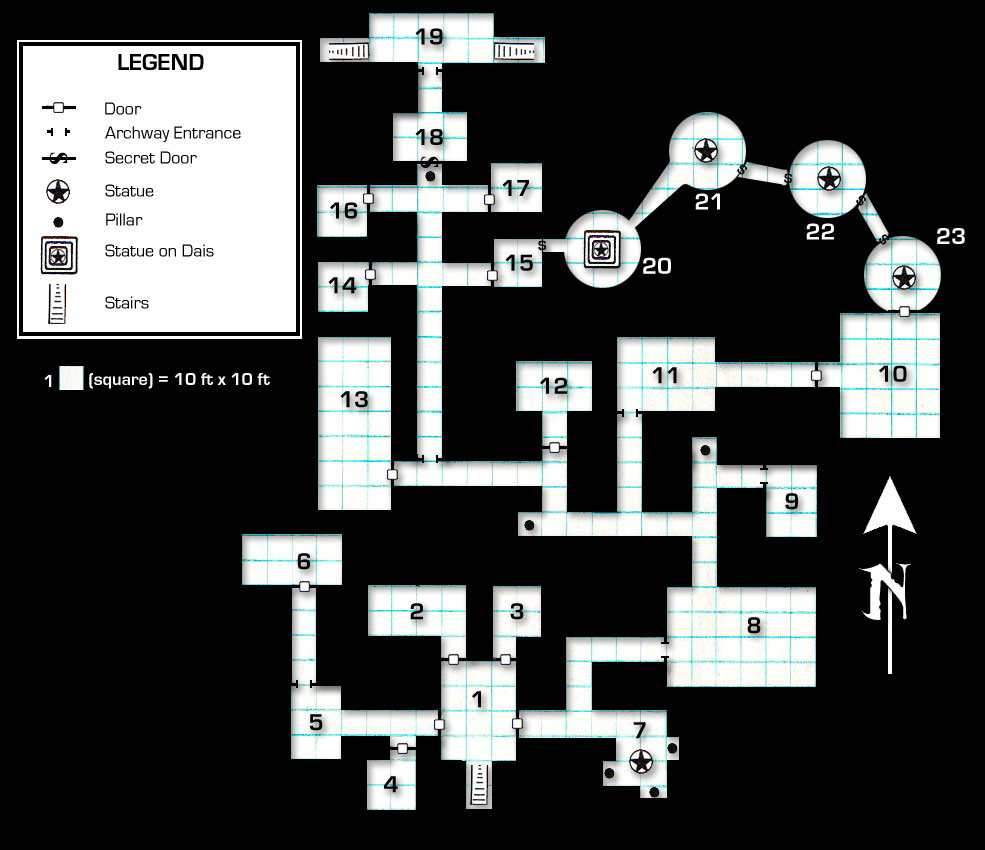 LEGEND
Door
Archway Entrance
Secret Door
Statue
Pillar
Statue on Dais
Stairs
1 (square) = 10 ft x 10 ft
19
18
17
16
15
14
13
12
11
10
21
22
23
20
9
8
6
2
3
1
5
7
4
S
S
S
S
S
S
S
N